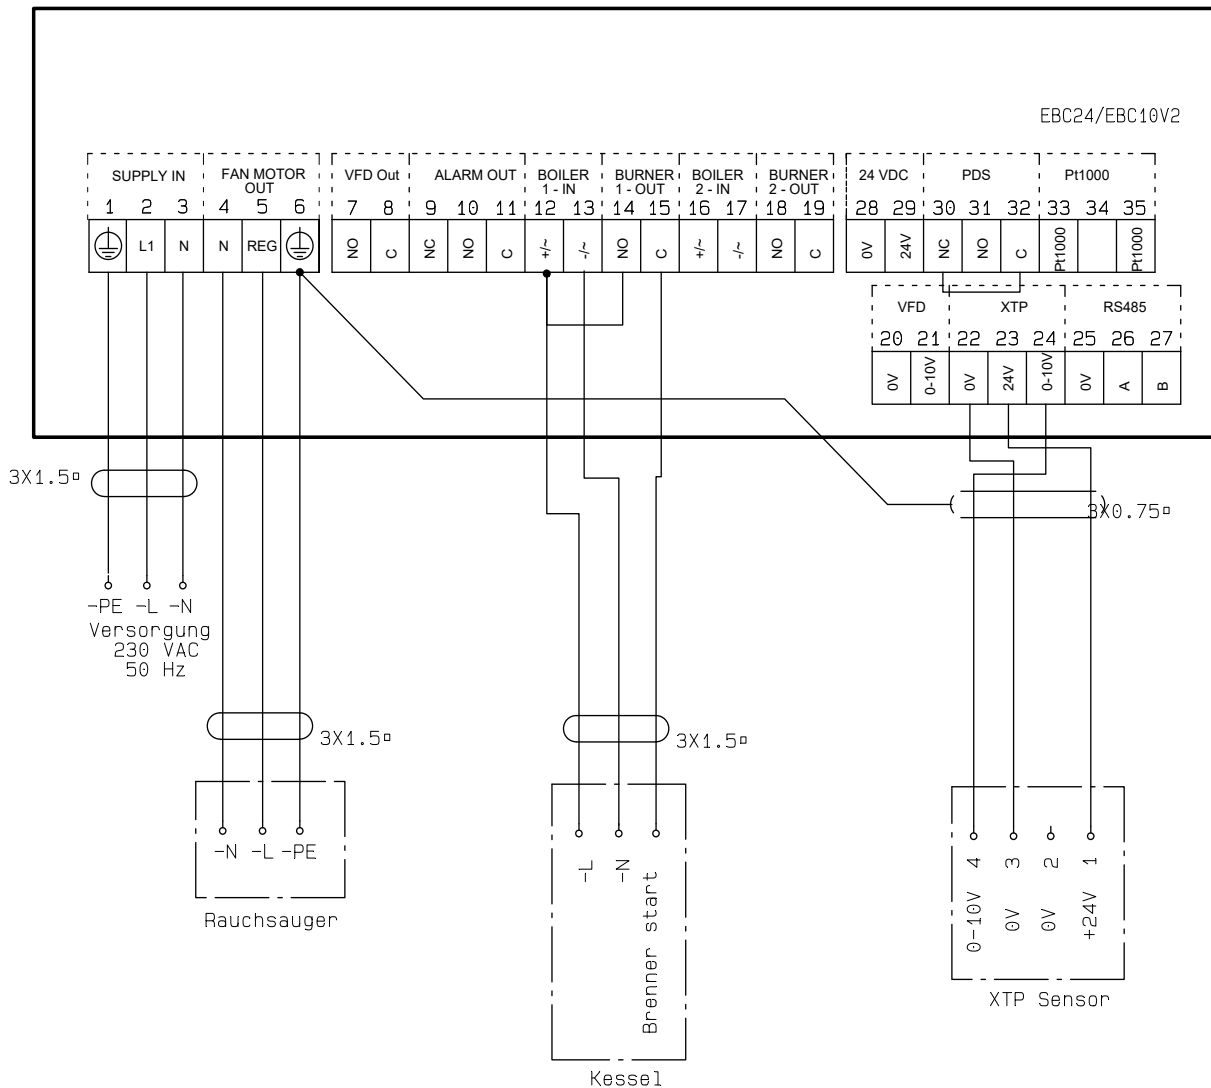 EBC24/EBC10V2
SUPPLY IN FAN MOTOR OUT VFD Out ALARM OUT BOILER 1 - IN BURNER 1 - OUT BOILER 2 - IN BURNER 2 - OUT 24 VDC PDS Pt1000
1 2 3 4 5 6 7 8 9 10 11 12 13 14 15 16 17 18 19 28 29 30 31 32 33 34 35
L1 N N REG NO C NC NO C +/~ -/~ NO C +/~ -/~ NO C 0V 24V NC NO C Pt1000 Pt1000
VFD XTP RS485
20 21 22 23 24 25 26 27
0V 0-10V 0V 24V 0-10V 0V A B
3X1.5▫
3X0.75▫
-PE -L -N
Versorgung
230 VAC
50 Hz
3X1.5▫
3X1.5▫
-N -L -PE
Rauchsauger
-L -N Brenner start
Kessel
4 3 2 1
0-10V 0V 0V +24V
XTP Sensor